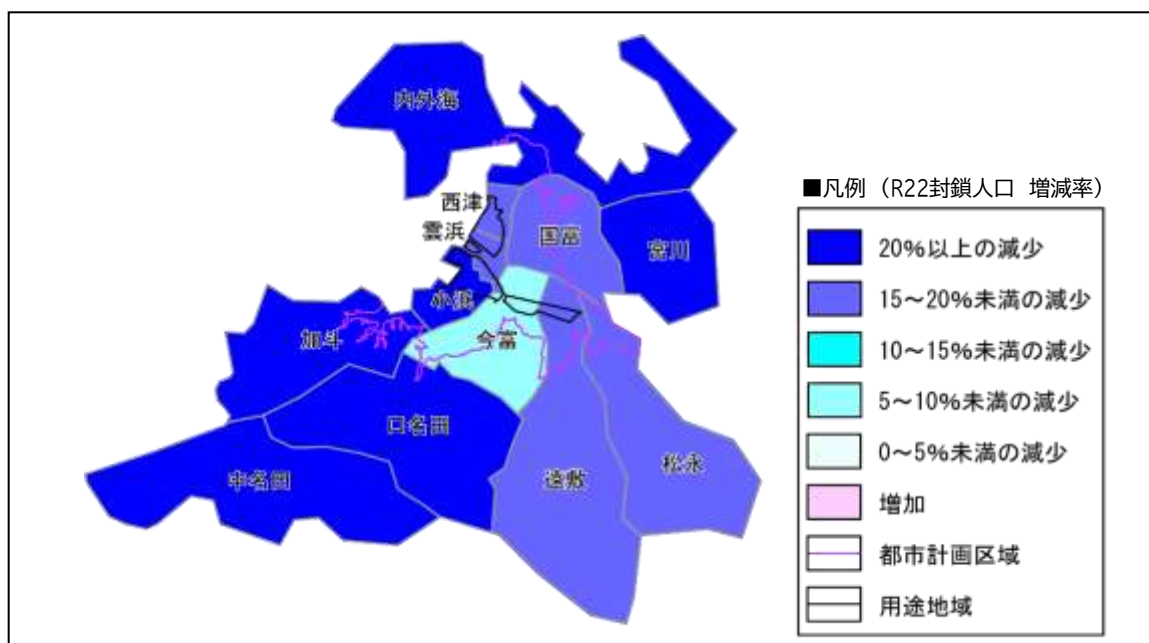 内外海
西津
雲浜
国富
宮川
小浜
加斗
今富
口名田
中名田
遠敷
松永
■凡例（R22封鎖人口 増減率）
20%以上の減少
15～20%未満の減少
10～15%未満の減少
5～10%未満の減少
0～5%未満の減少
増加
都市計画区域
用途地域